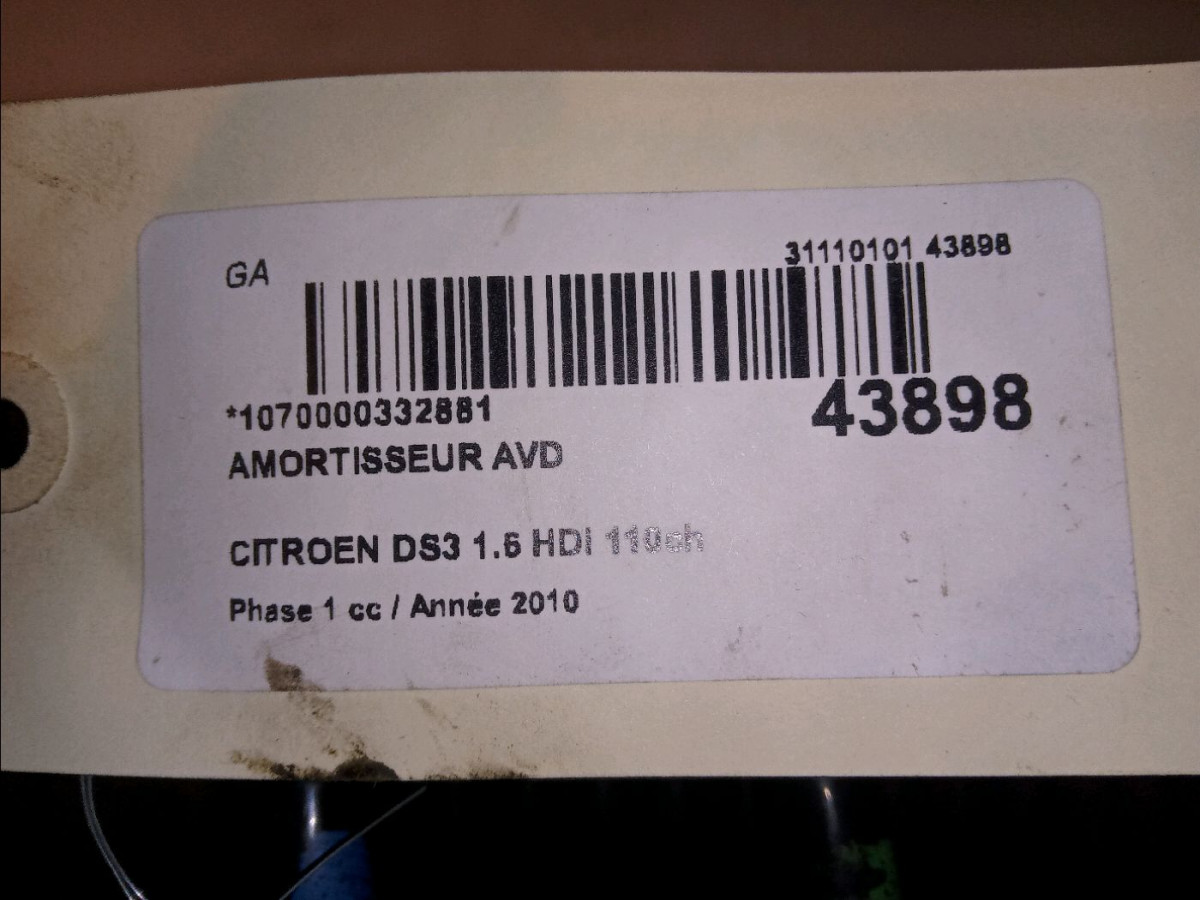 GA
31110101 43898
*1070000332881
43898
AMORTISSEUR AVD
CITROEN DS3 1.6 HDi 110ch
Phase 1 cc / Année 2010